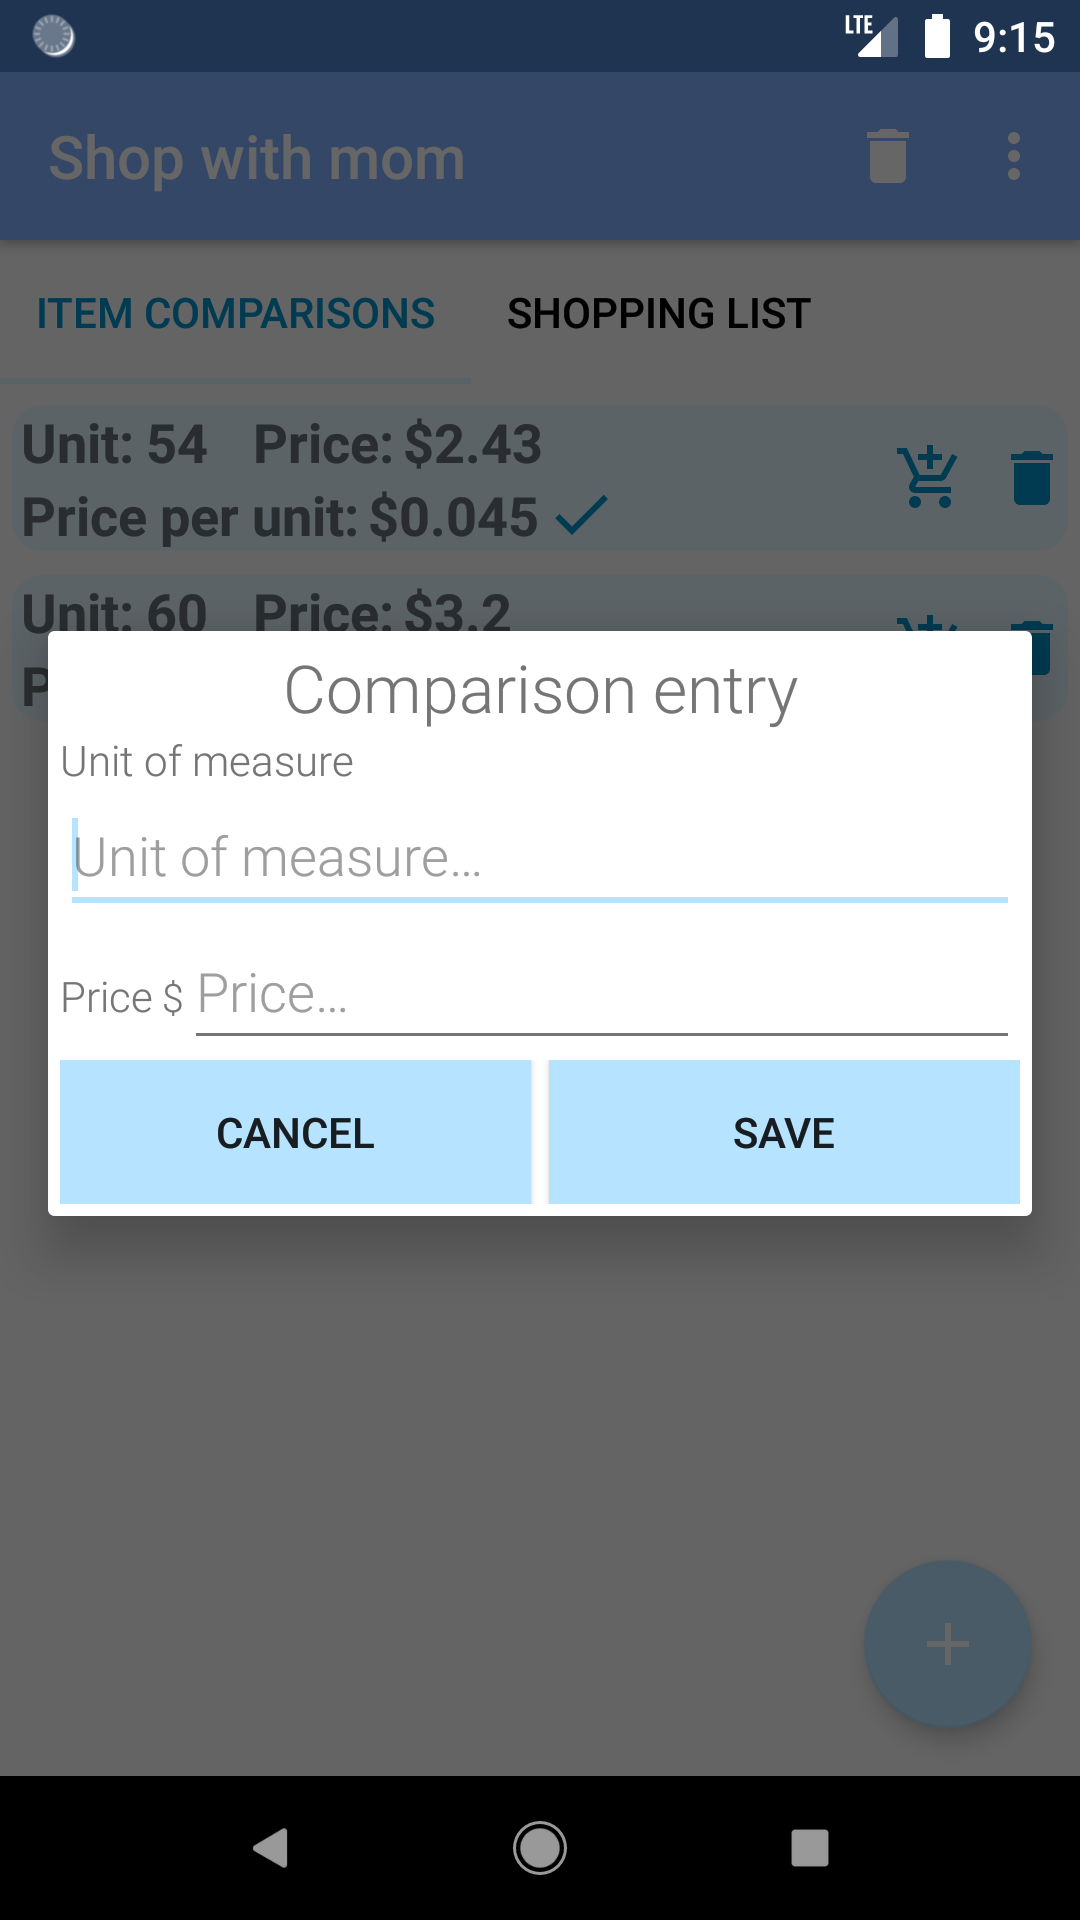 LTE 9:15
Shop with mom
ITEM COMPARISONS SHOPPING LIST
Unit: 54 Price: $2.43
Price per unit: $0.045
Unit: 60 Price: $3.2
P
Comparison entry
Unit of measure
Unit of measure...
Price $ Price...
CANCEL SAVE